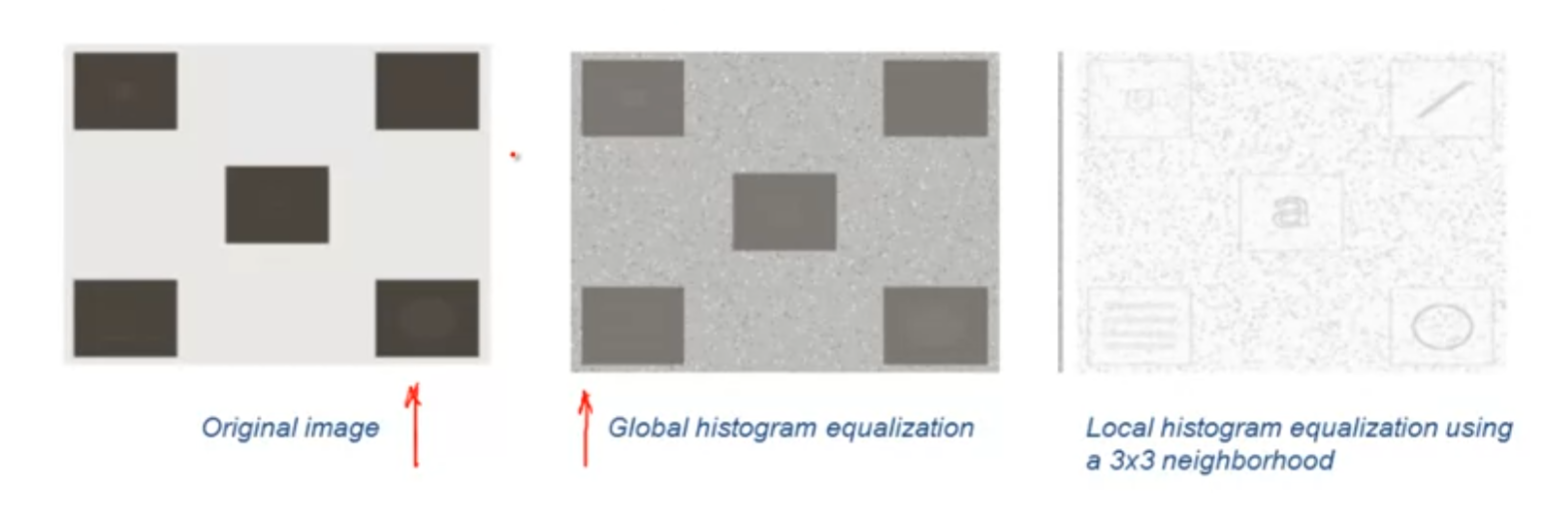 a
Original image
Global histogram equalization
Local histogram equalization using
a 3x3 neighborhood